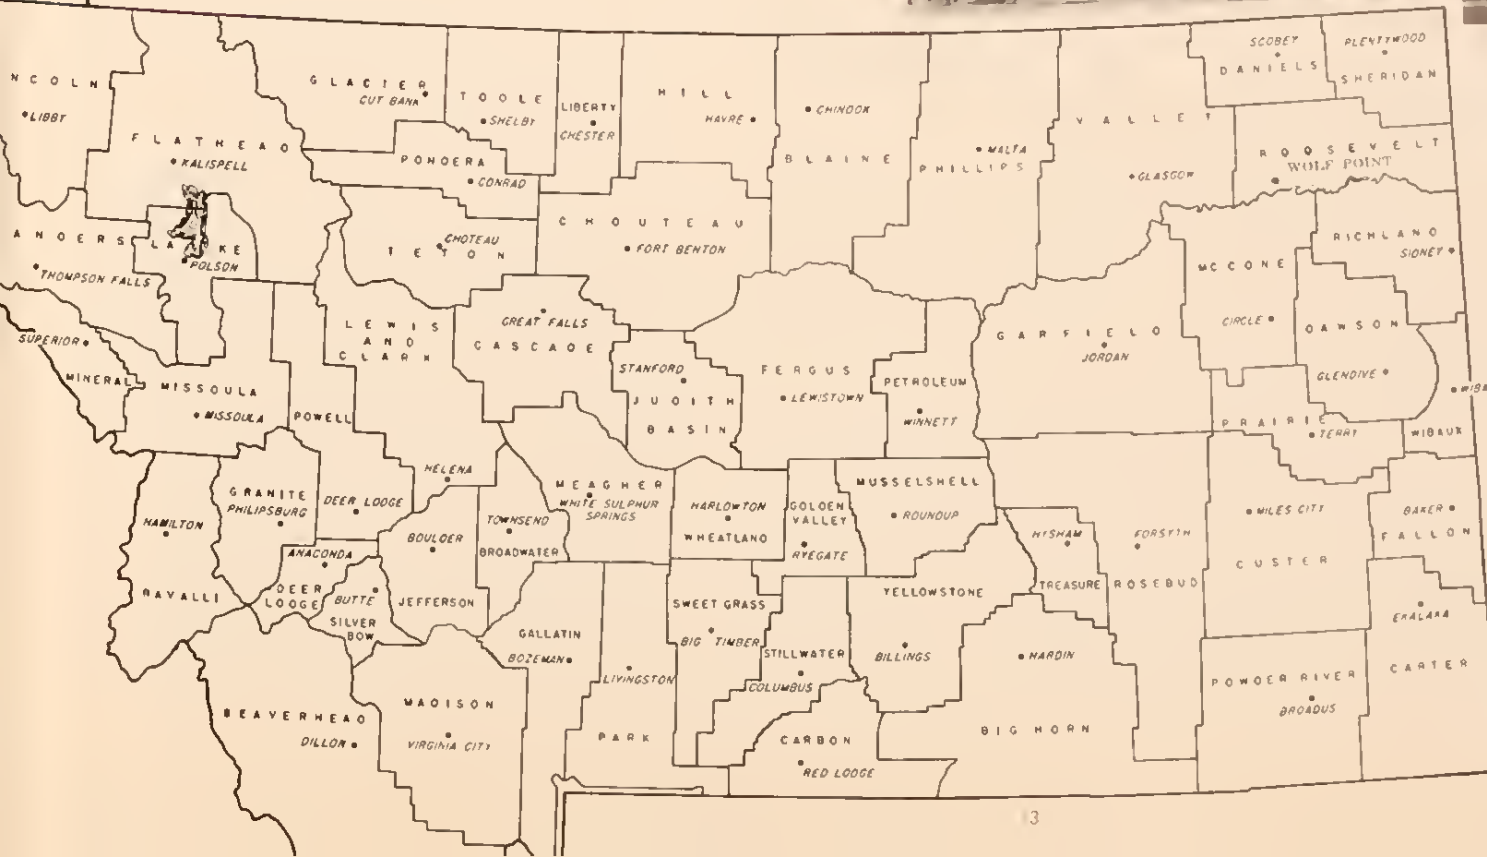 NCOLN
LIBBY
FLATHEAD
KALISPELL
GLACIER
CUT BANK
TOOLE
SHELBY
LIBERTY
CHESTER
HILL
HAVRE
CHINOOK
BLAINE
MALTA
PHILLIPS
VALLEY
GLASGOW
SCOBEY
DANIELS
PLENTYWOOD
SHERIDAN
ROOSEVELT
WOLF POINT
PONDERA
CONRAD
ANDERS
THOMPSON FALLS
LAKE
POLSON
TETON
CHOTEAU
CHOUTEAU
FORT BENTON
MCCONE
CIRCLE
RICHLAND
SIDNEY
SUPERIOR
MINERAL
MISSOULA
MISSOULA
POWELL
DEER LODGE
LEWIS
AND
CLARK
HELENA
GREAT FALLS
CASCADE
STANFORD
JUDITH
BASIN
FERGUS
LEWISTOWN
PETROLEUM
WINNETT
GARFIELD
JORDAN
DAWSON
GLENDIVE
PRAIRIE
TERRY
WIBA
WIBAUX
GRANITE
PHILIPSBURG
HAMILTON
RAVALLI
ANACONDA
DEER
LODGE
BUTTE
SILVER
BOW
BOULDER
JEFFERSON
TOWNSEND
BROADWATER
MEAGHER
WHITE SULPHUR
SPRINGS
HARLOWTON
WHEATLAND
GOLDEN
VALLEY
RYEGATE
MUSSELSHELL
ROUNDUP
HYSHAM
TREASURE
FORSYTH
ROSEBUD
MILES CITY
CUSTER
BAKER
FALLON
EKALAKA
CARTER
BEAVERHEAD
DILLON
MADISON
VIRGINIA CITY
GALLATIN
BOZEMAN
LIVINGSTON
PARK
SWEET GRASS
BIG TIMBER
STILLWATER
COLUMBUS
YELLOWSTONE
BILLINGS
CARBON
RED LODGE
HARDIN
BIG HORN
POWDER RIVER
BROADUS
3